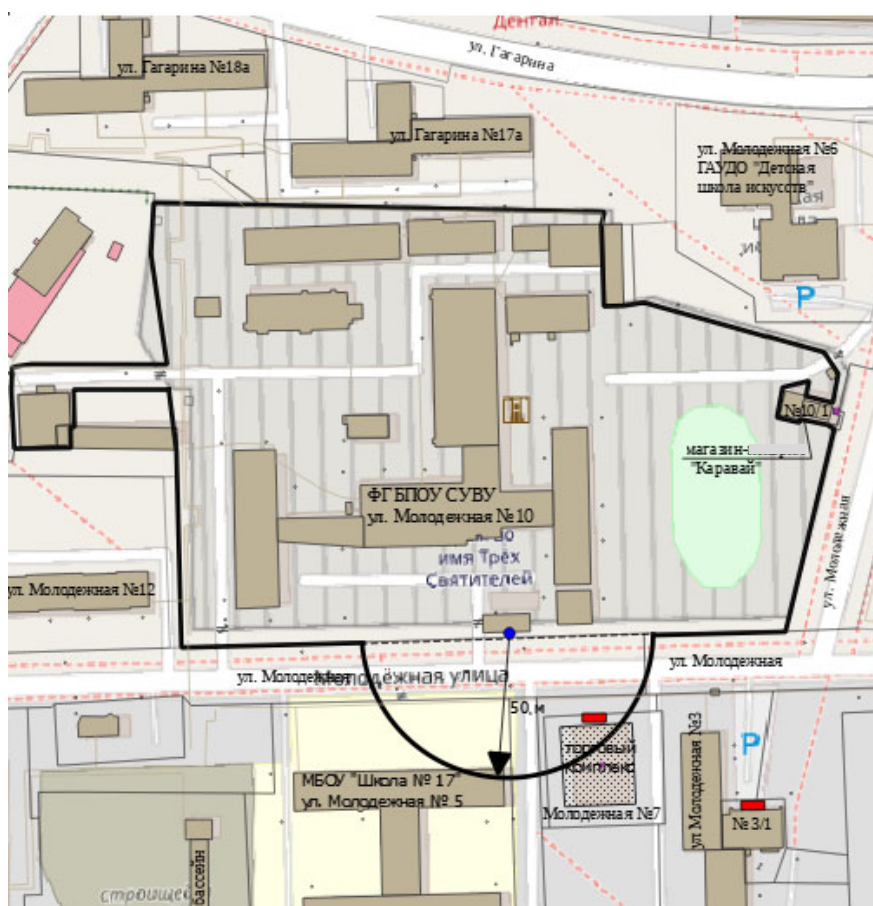 Дентал.
ул. Гагарина
ул. Гагарина №18а
ул. Гагарина №17а
ул. Молодежная №6
ГАУДО "Детская
школа искусств"
P
№10/1
магазин-
"Каравай"
ФГБПОУ СУВУ
ул. Молодежная №10
имя Трёх
Святителей
ул. Молодежная
ул. Молодежная №12
ул. Молодежная
Молодёжная улица
ул. Молодежная
50,м
торговый
комплекс
Молодежная №7
ул Молодежная №3
P
№ 3/1
МБОУ "Школа № 17"
ул. Молодежная № 5
бассейн